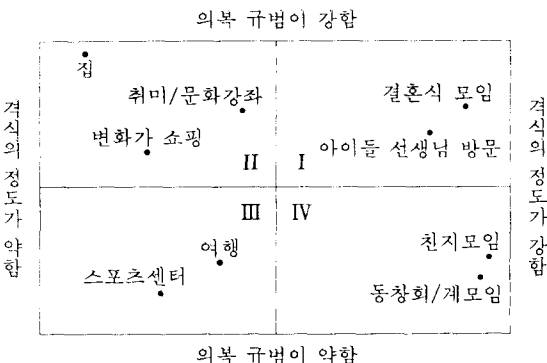 의복 규범이 강함
집
취미/문화강좌
결혼식 모임
번화가 쇼핑
아이들 선생님 방문
II
I
격식의 정도가 약함
격식의 정도가 강함
III
IV
여행
친지모임
스포츠센터
동창회/계모임
의복 규범이 약함